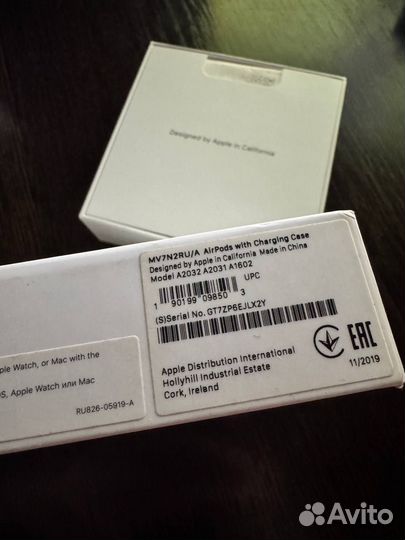 Designed by Apple in California
MV7N2RU/A AirPods with Charging Case
Designed by Apple in California Made in China
Model A2032 A2031 A1602
UPC
1 90199 09850 3
(S)Serial No. GT7ZP6EJLX2Y
Apple Distribution International
Hollyhill Industrial Estate
Cork, Ireland
EAC
11/2019
ple Watch, or Mac with the
OS, Apple Watch или Mac
RU826-05919-A
Avito